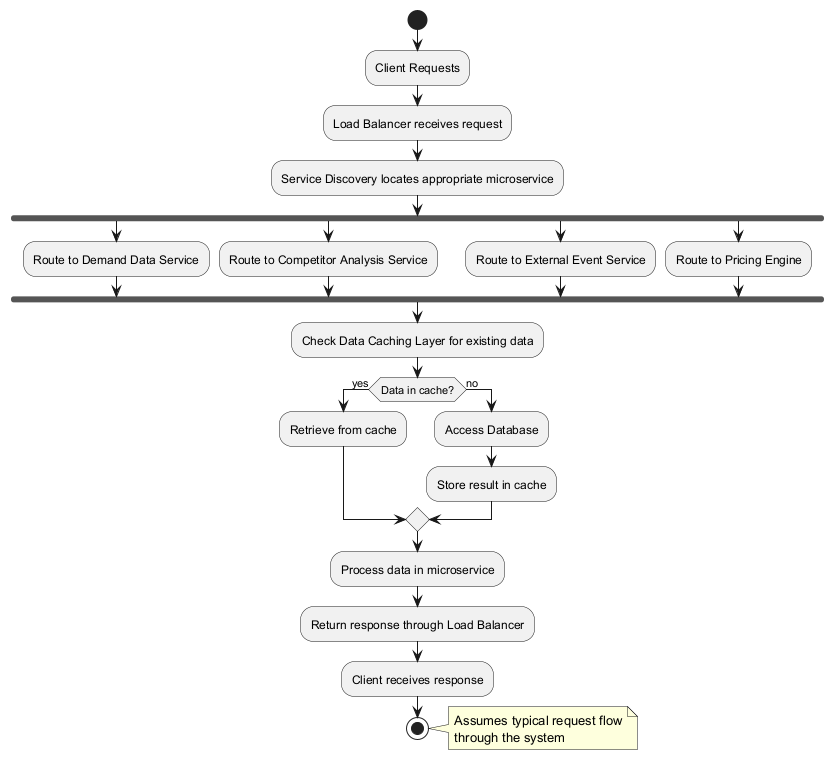 Client Requests
Load Balancer receives request
Service Discovery locates appropriate microservice
Route to Demand Data Service
Route to Competitor Analysis Service
Route to External Event Service
Route to Pricing Engine
Check Data Caching Layer for existing data
yes
Data in cache?
no
Retrieve from cache
Access Database
Store result in cache
Process data in microservice
Return response through Load Balancer
Client receives response
Assumes typical request flow
through the system